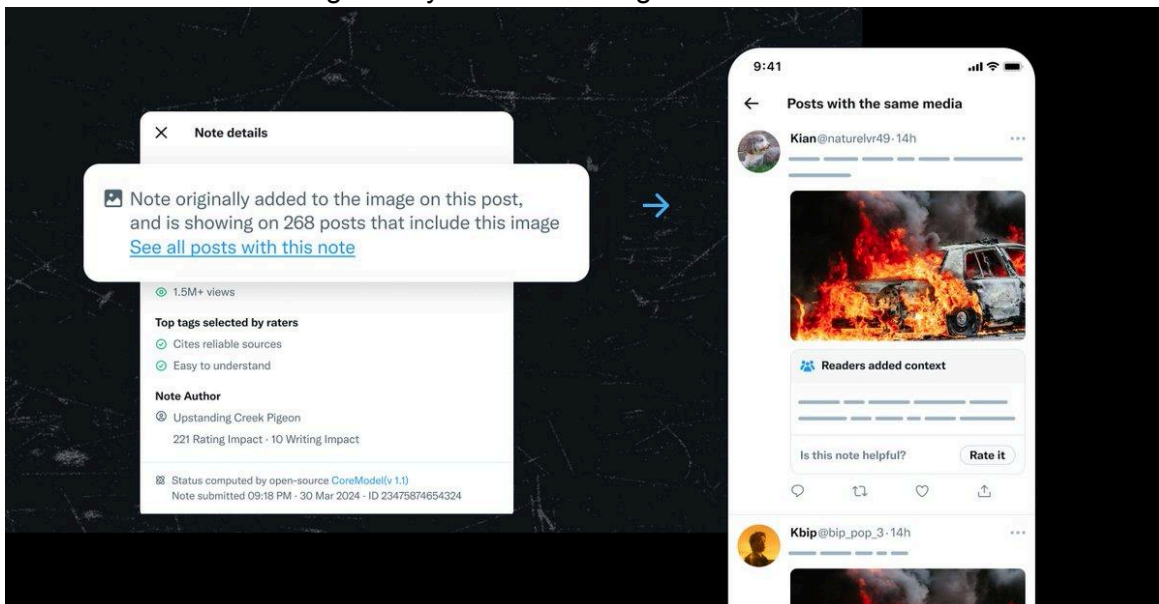 Note details
Note originally added to the image on this post,
and is showing on 268 posts that include this image
See all posts with this note
1.5M+ views
Top tags selected by raters
Cites reliable sources
Easy to understand
Note Author
Upstanding Creek Pigeon
221 Rating Impact · 10 Writing Impact
Status computed by open-source CoreModel(v 1.1)
Note submitted 09:18 PM · 30 Mar 2024 · ID 23475874654324
9:41
Posts with the same media
Kian@naturelvr49·14h
Readers added context
Is this note helpful? Rate it
Kbip@bip_pop_3·14h